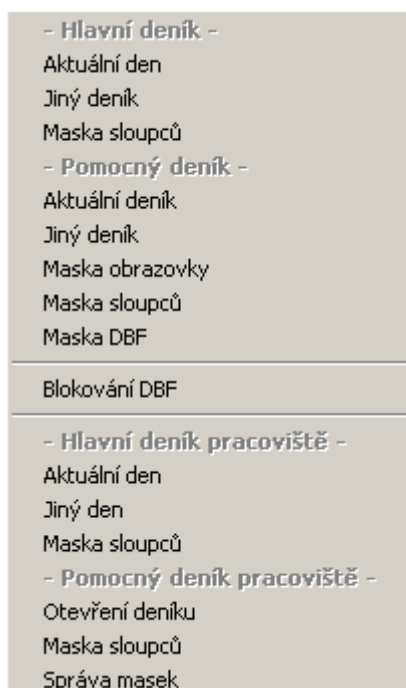 - Hlavní deník -
Aktuální den
Jiný deník
Maska sloupců
- Pomocný deník -
Aktuální deník
Jiný deník
Maska obrazovky
Maska sloupců
Maska DBF
Blokování DBF
- Hlavní deník pracoviště -
Aktuální den
Jiný den
Maska sloupců
- Pomocný deník pracoviště -
Otevření deníku
Maska sloupců
Správa masek